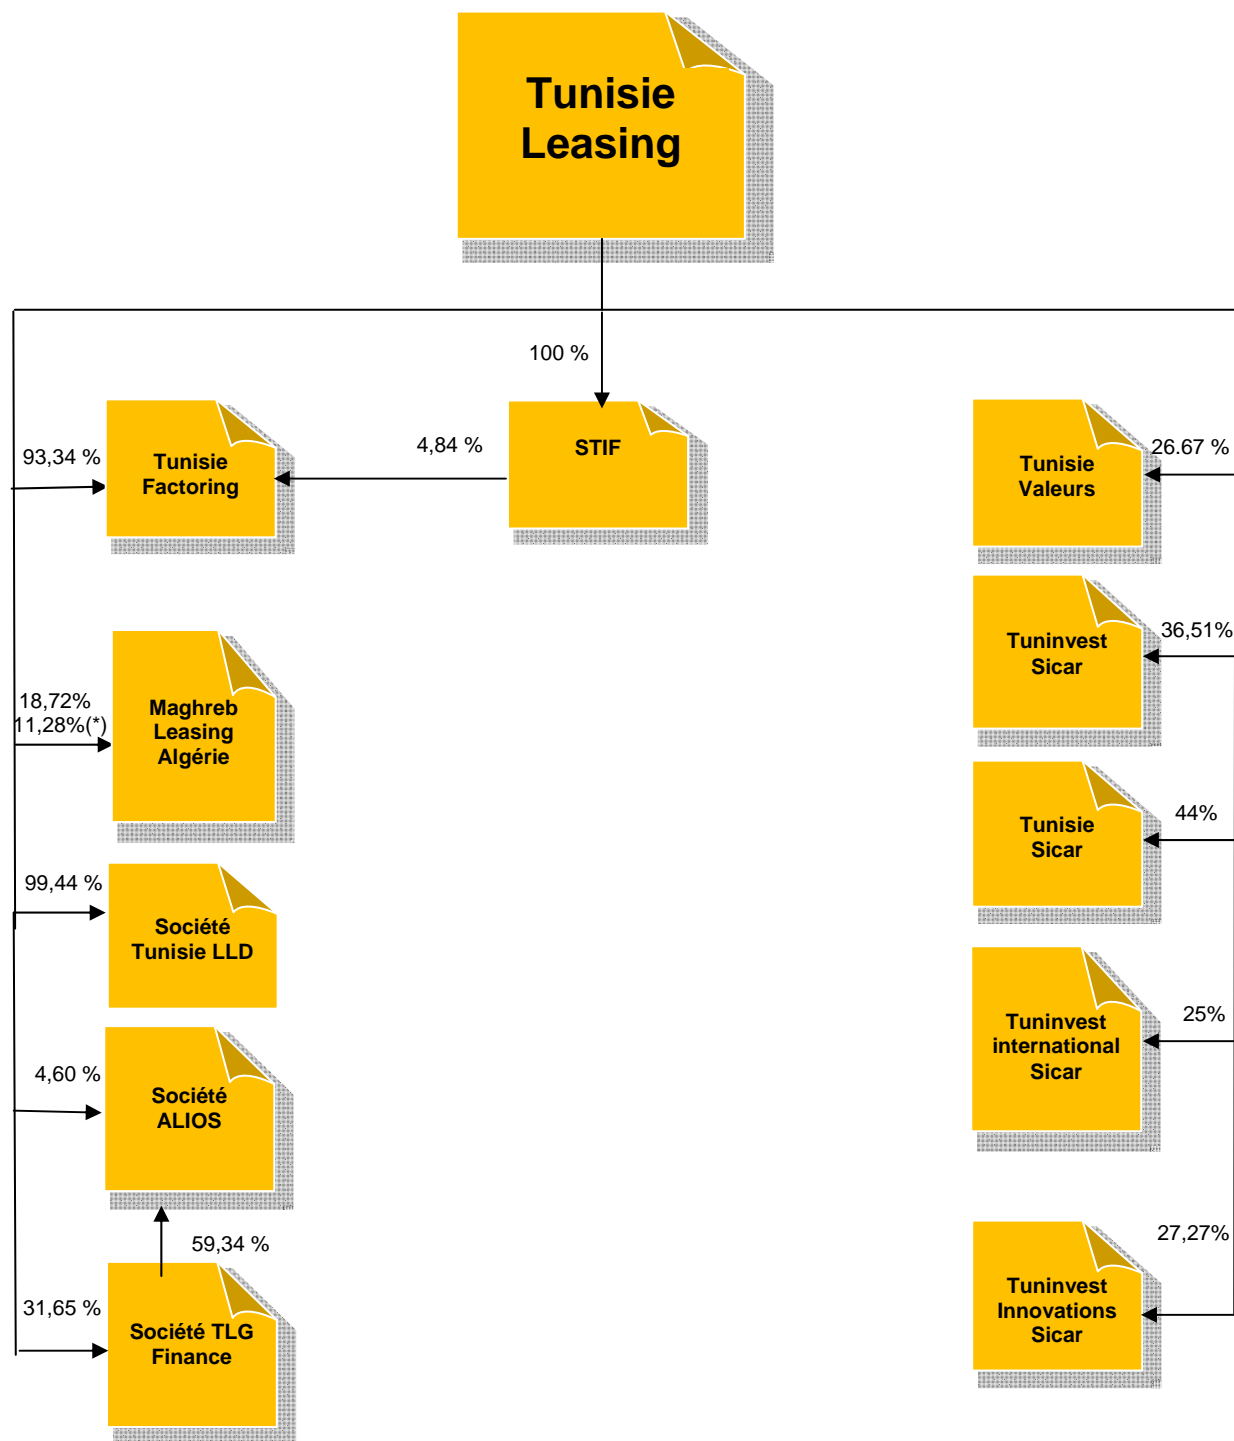 Tunisie
Leasing
100 %
93,34 %
Tunisie
Factoring
4,84 %
STIF
Tunisie
Valeurs
26.67 %
Tuninvest
Sicar
36,51%
18,72%
11,28%(*)
Maghreb
Leasing
Algérie
Tunisie
Sicar
44%
99,44 %
Société
Tunisie LLD
Tuninvest
international
Sicar
25%
4,60 %
Société
ALIOS
59,34 %
31,65 %
Société TLG
Finance
Tuninvest
Innovations
Sicar
27,27%